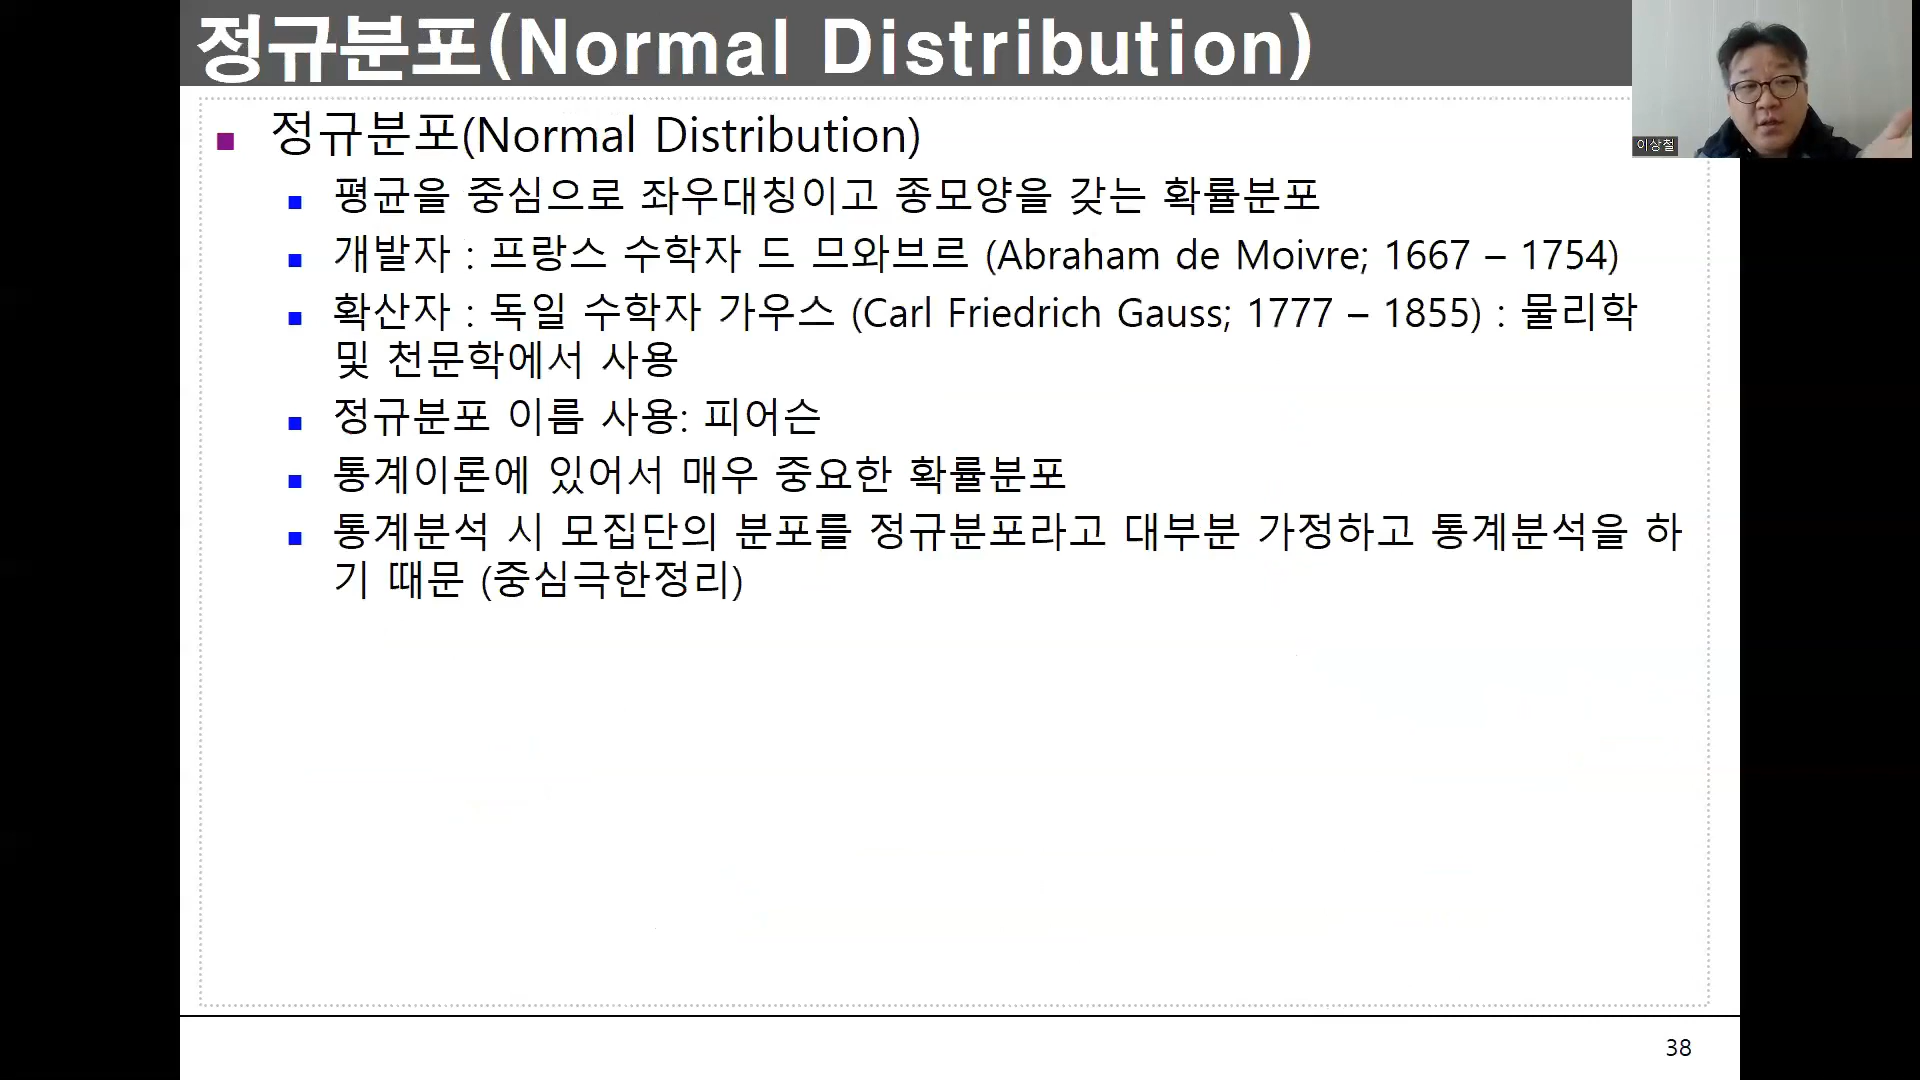 정규분포(Normal Distribution)
이상철
정규분포(Normal Distribution)
평균을 중심으로 좌우대칭이고 종모양을 갖는 확률분포
개발자 : 프랑스 수학자 드 므와브르 (Abraham de Moivre; 1667 – 1754)
확산자 : 독일 수학자 가우스 (Carl Friedrich Gauss; 1777 – 1855) : 물리학
및 천문학에서 사용
정규분포 이름 사용: 피어슨
통계이론에 있어서 매우 중요한 확률분포
통계분석 시 모집단의 분포를 정규분포라고 대부분 가정하고 통계분석을 하
기 때문 (중심극한정리)
38